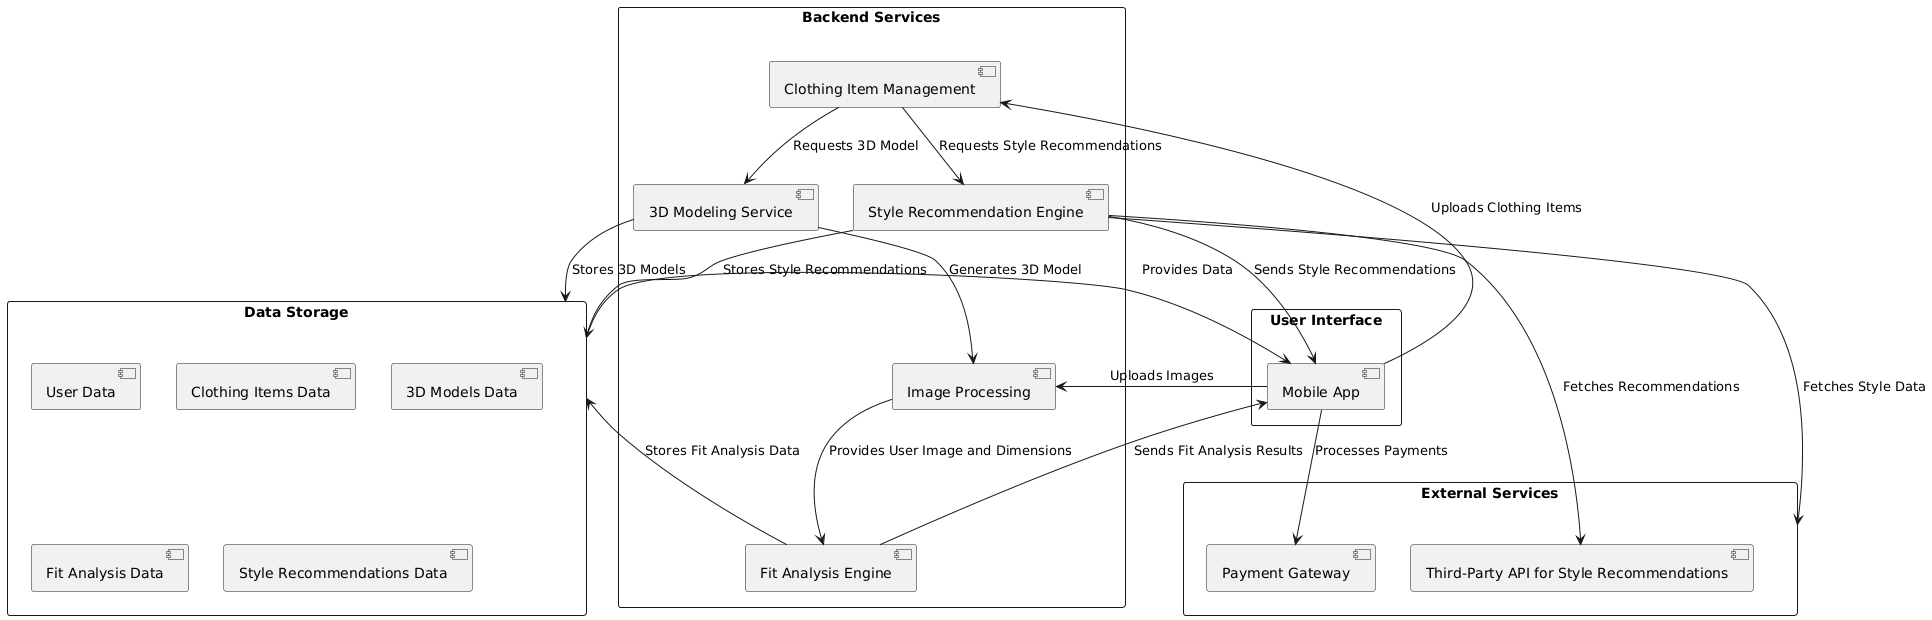 Backend Services
Clothing Item Management
Requests 3D Model
Requests Style Recommendations
3D Modeling Service
Style Recommendation Engine
Uploads Clothing Items
Stores 3D Models
Stores Style Recommendations
Generates 3D Model
Provides Data
Sends Style Recommendations
Data Storage
User Interface
User Data
Clothing Items Data
3D Models Data
Image Processing
Uploads Images
Mobile App
Fetches Recommendations
Fetches Style Data
Stores Fit Analysis Data
Provides User Image and Dimensions
Sends Fit Analysis Results
Processes Payments
External Services
Fit Analysis Data
Style Recommendations Data
Fit Analysis Engine
Payment Gateway
Third-Party API for Style Recommendations